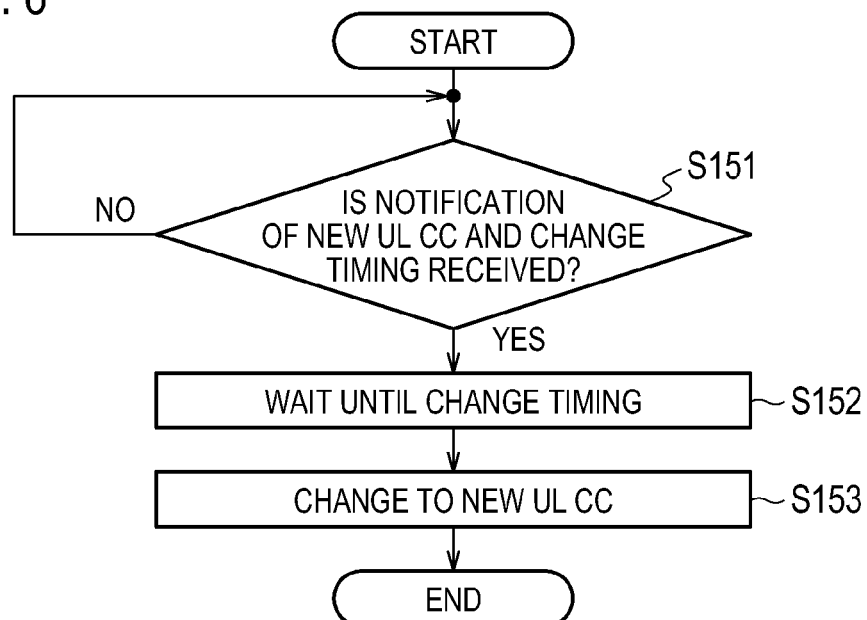 START
S151
IS NOTIFICATION
OF NEW UL CC AND CHANGE
TIMING RECEIVED?
NO
YES
WAIT UNTIL CHANGE TIMING
S152
CHANGE TO NEW UL CC
S153
END